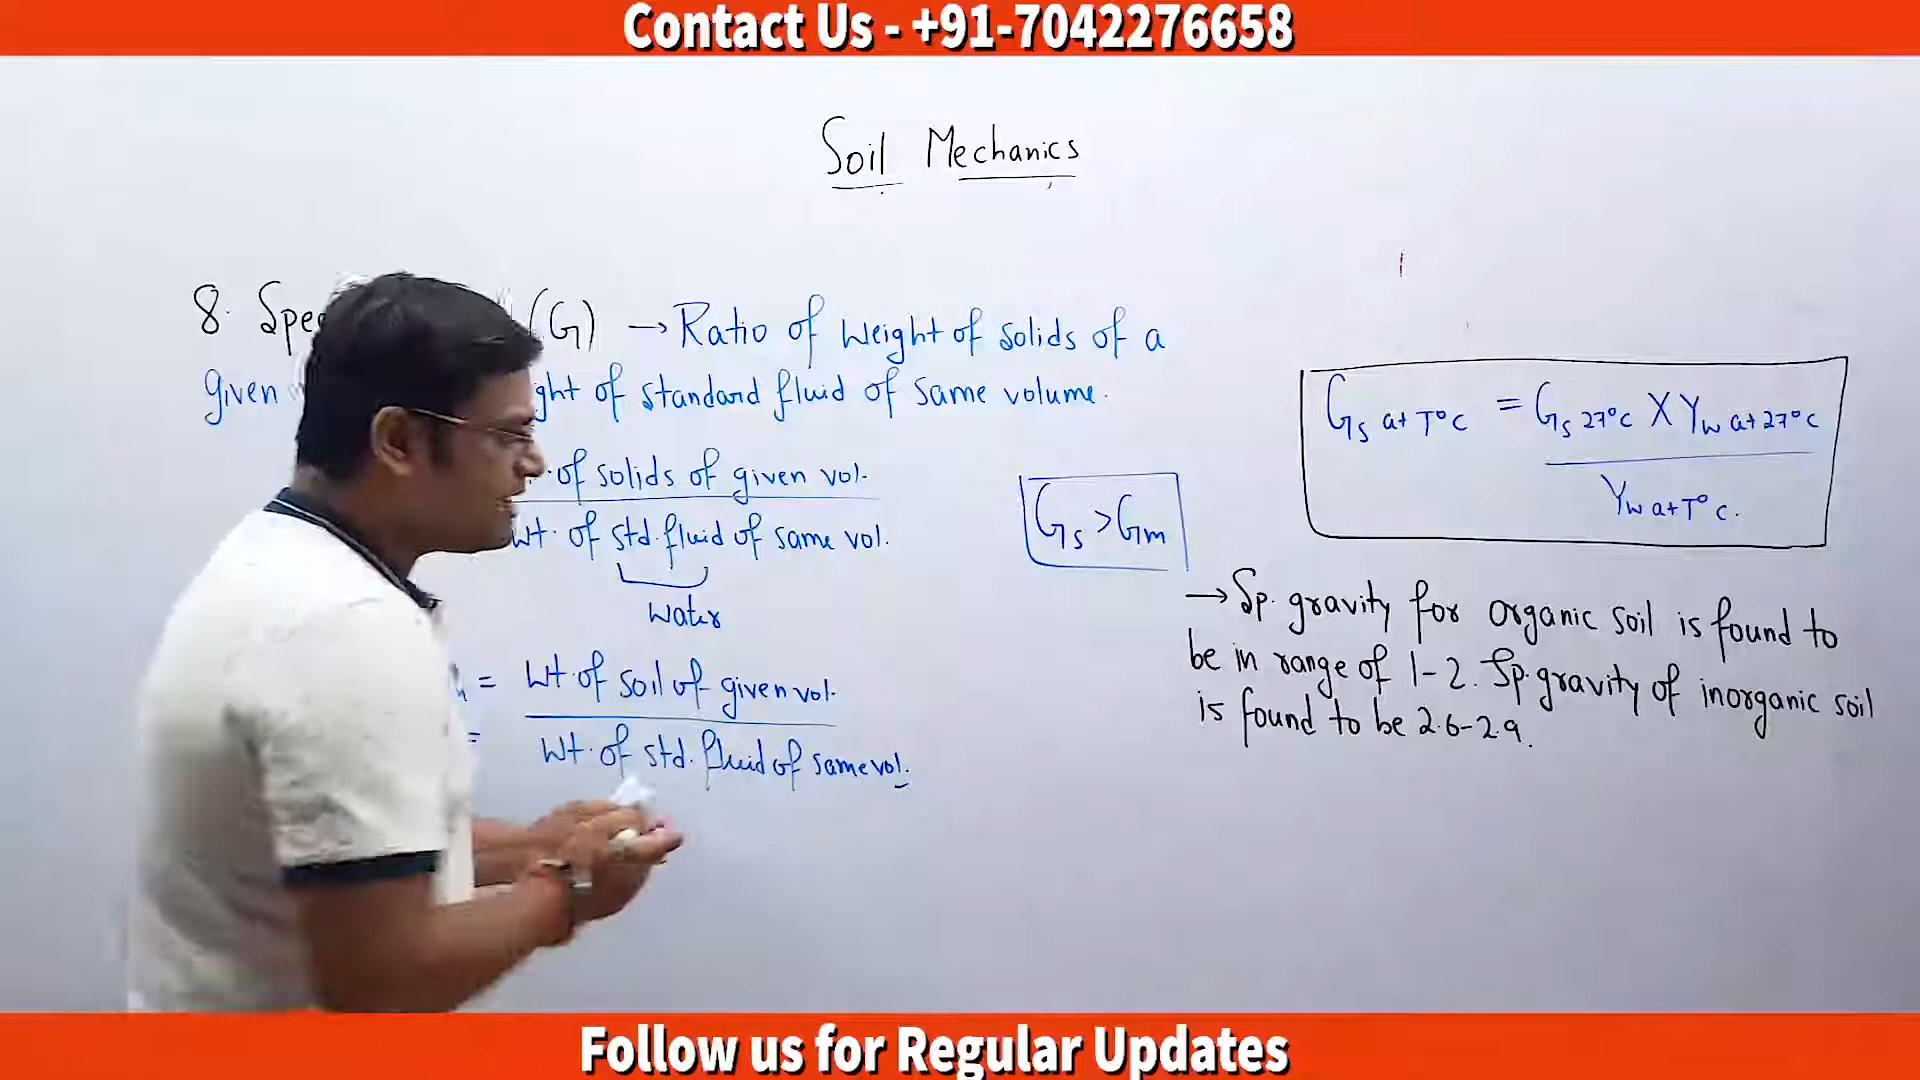 Contact Us - +91-7042276658
Soil Mechanics
8. (G) → Ratio of weight of solids of a
given of standard fluid of same volume.
of solids of given vol.
wt. of std. fluid of same vol.
water
= wt. of soil of given vol.
= wt. of std. fluid of same vol.
Gs > Gm
Gs at T°C = Gs 27°C X γw at 27°C
γw at T°C.
→ Sp. gravity for organic soil is found to
be in range of 1-2. Sp. gravity of inorganic soil
is found to be 2.6-2.9.
Follow us for Regular Updates